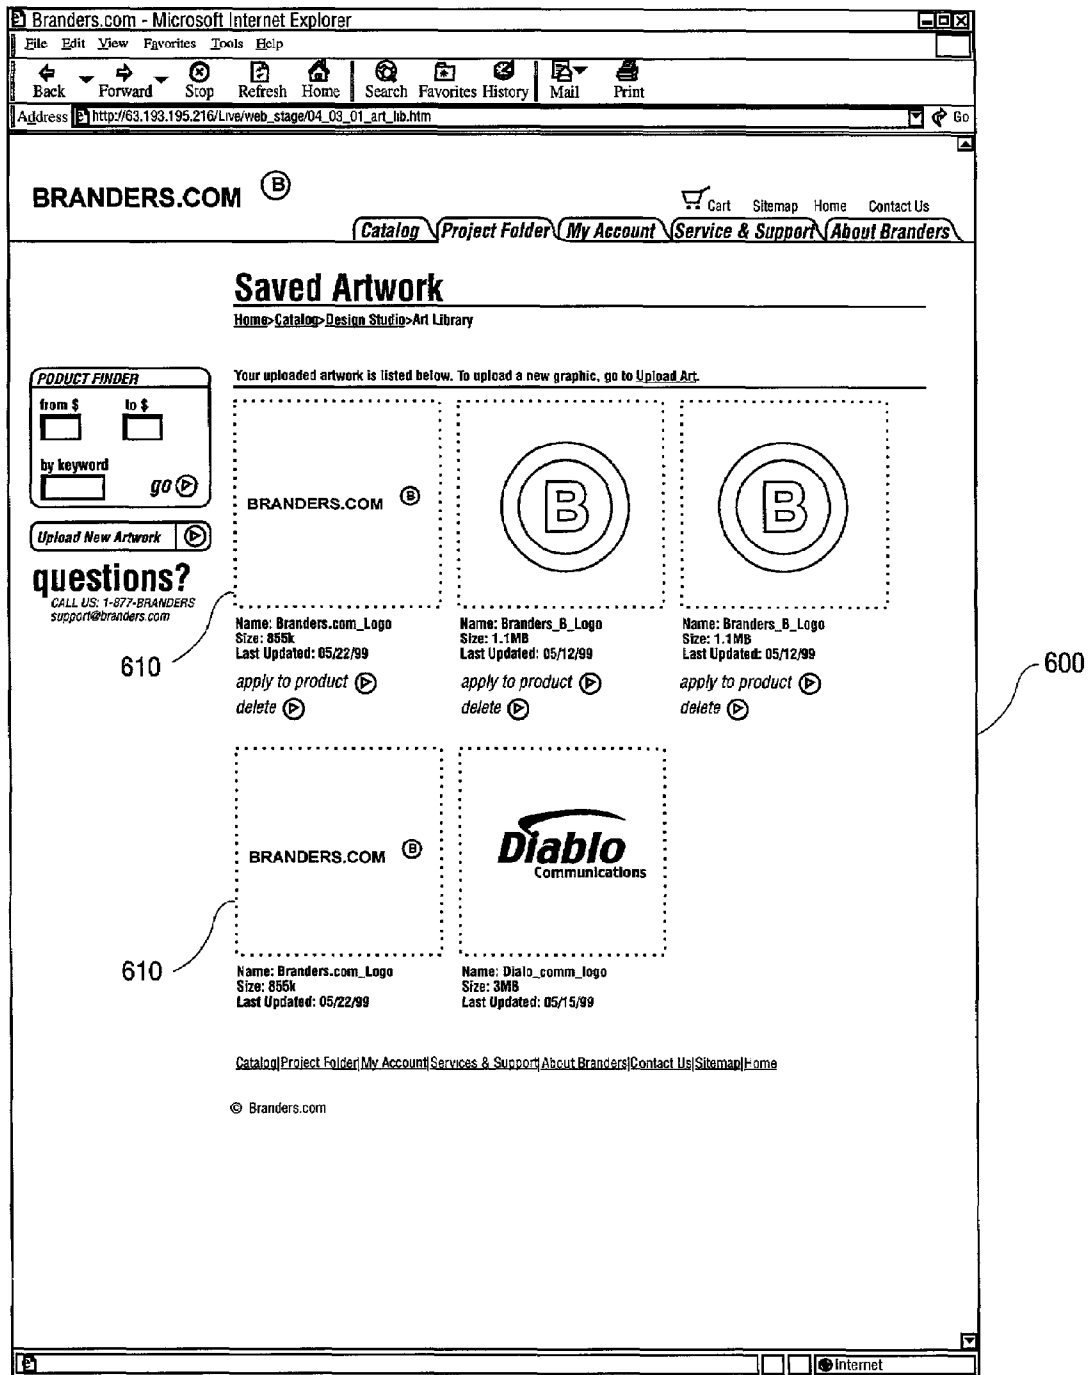 Branders.com - Microsoft Internet Explorer
File Edit View Favorites Tools Help
Back Forward Stop Refresh Home Search Favorites History Mail Print
Address http://63.193.195.216/Live/web_stage/04_03_01_art_lib.htm Go
BRANDERS.COM B
Cart Sitemap Home Contact Us
Catalog Project Folder My Account Service & Support About Branders
Saved Artwork
Home>Catalog>Design Studio>Art Library
PODUCT FINDER
from $ to $
by keyword
go
Upload New Artwork
questions?
CALL US: 1-877-BRANDERS
support@branders.com
Your uploaded artwork is listed below. To upload a new graphic, go to Upload Art.
BRANDERS.COM B
B
B
610
Name: Branders.com_Logo
Size: 855k
Last Updated: 05/22/99
apply to product
delete
Name: Branders_B_Logo
Size: 1.1MB
Last Updated: 05/12/99
apply to product
delete
Name: Branders_B_Logo
Size: 1.1MB
Last Updated: 05/12/99
apply to product
delete
600
BRANDERS.COM B
Diablo
Communications
610
Name: Branders.com_Logo
Size: 855k
Last Updated: 05/22/99
Name: Dialo_comm_logo
Size: 3MB
Last Updated: 05/15/99
Catalog|Project Folder|My Account|Services & Support|About Branders|Contact Us|Sitemap|Home
© Branders.com
Internet